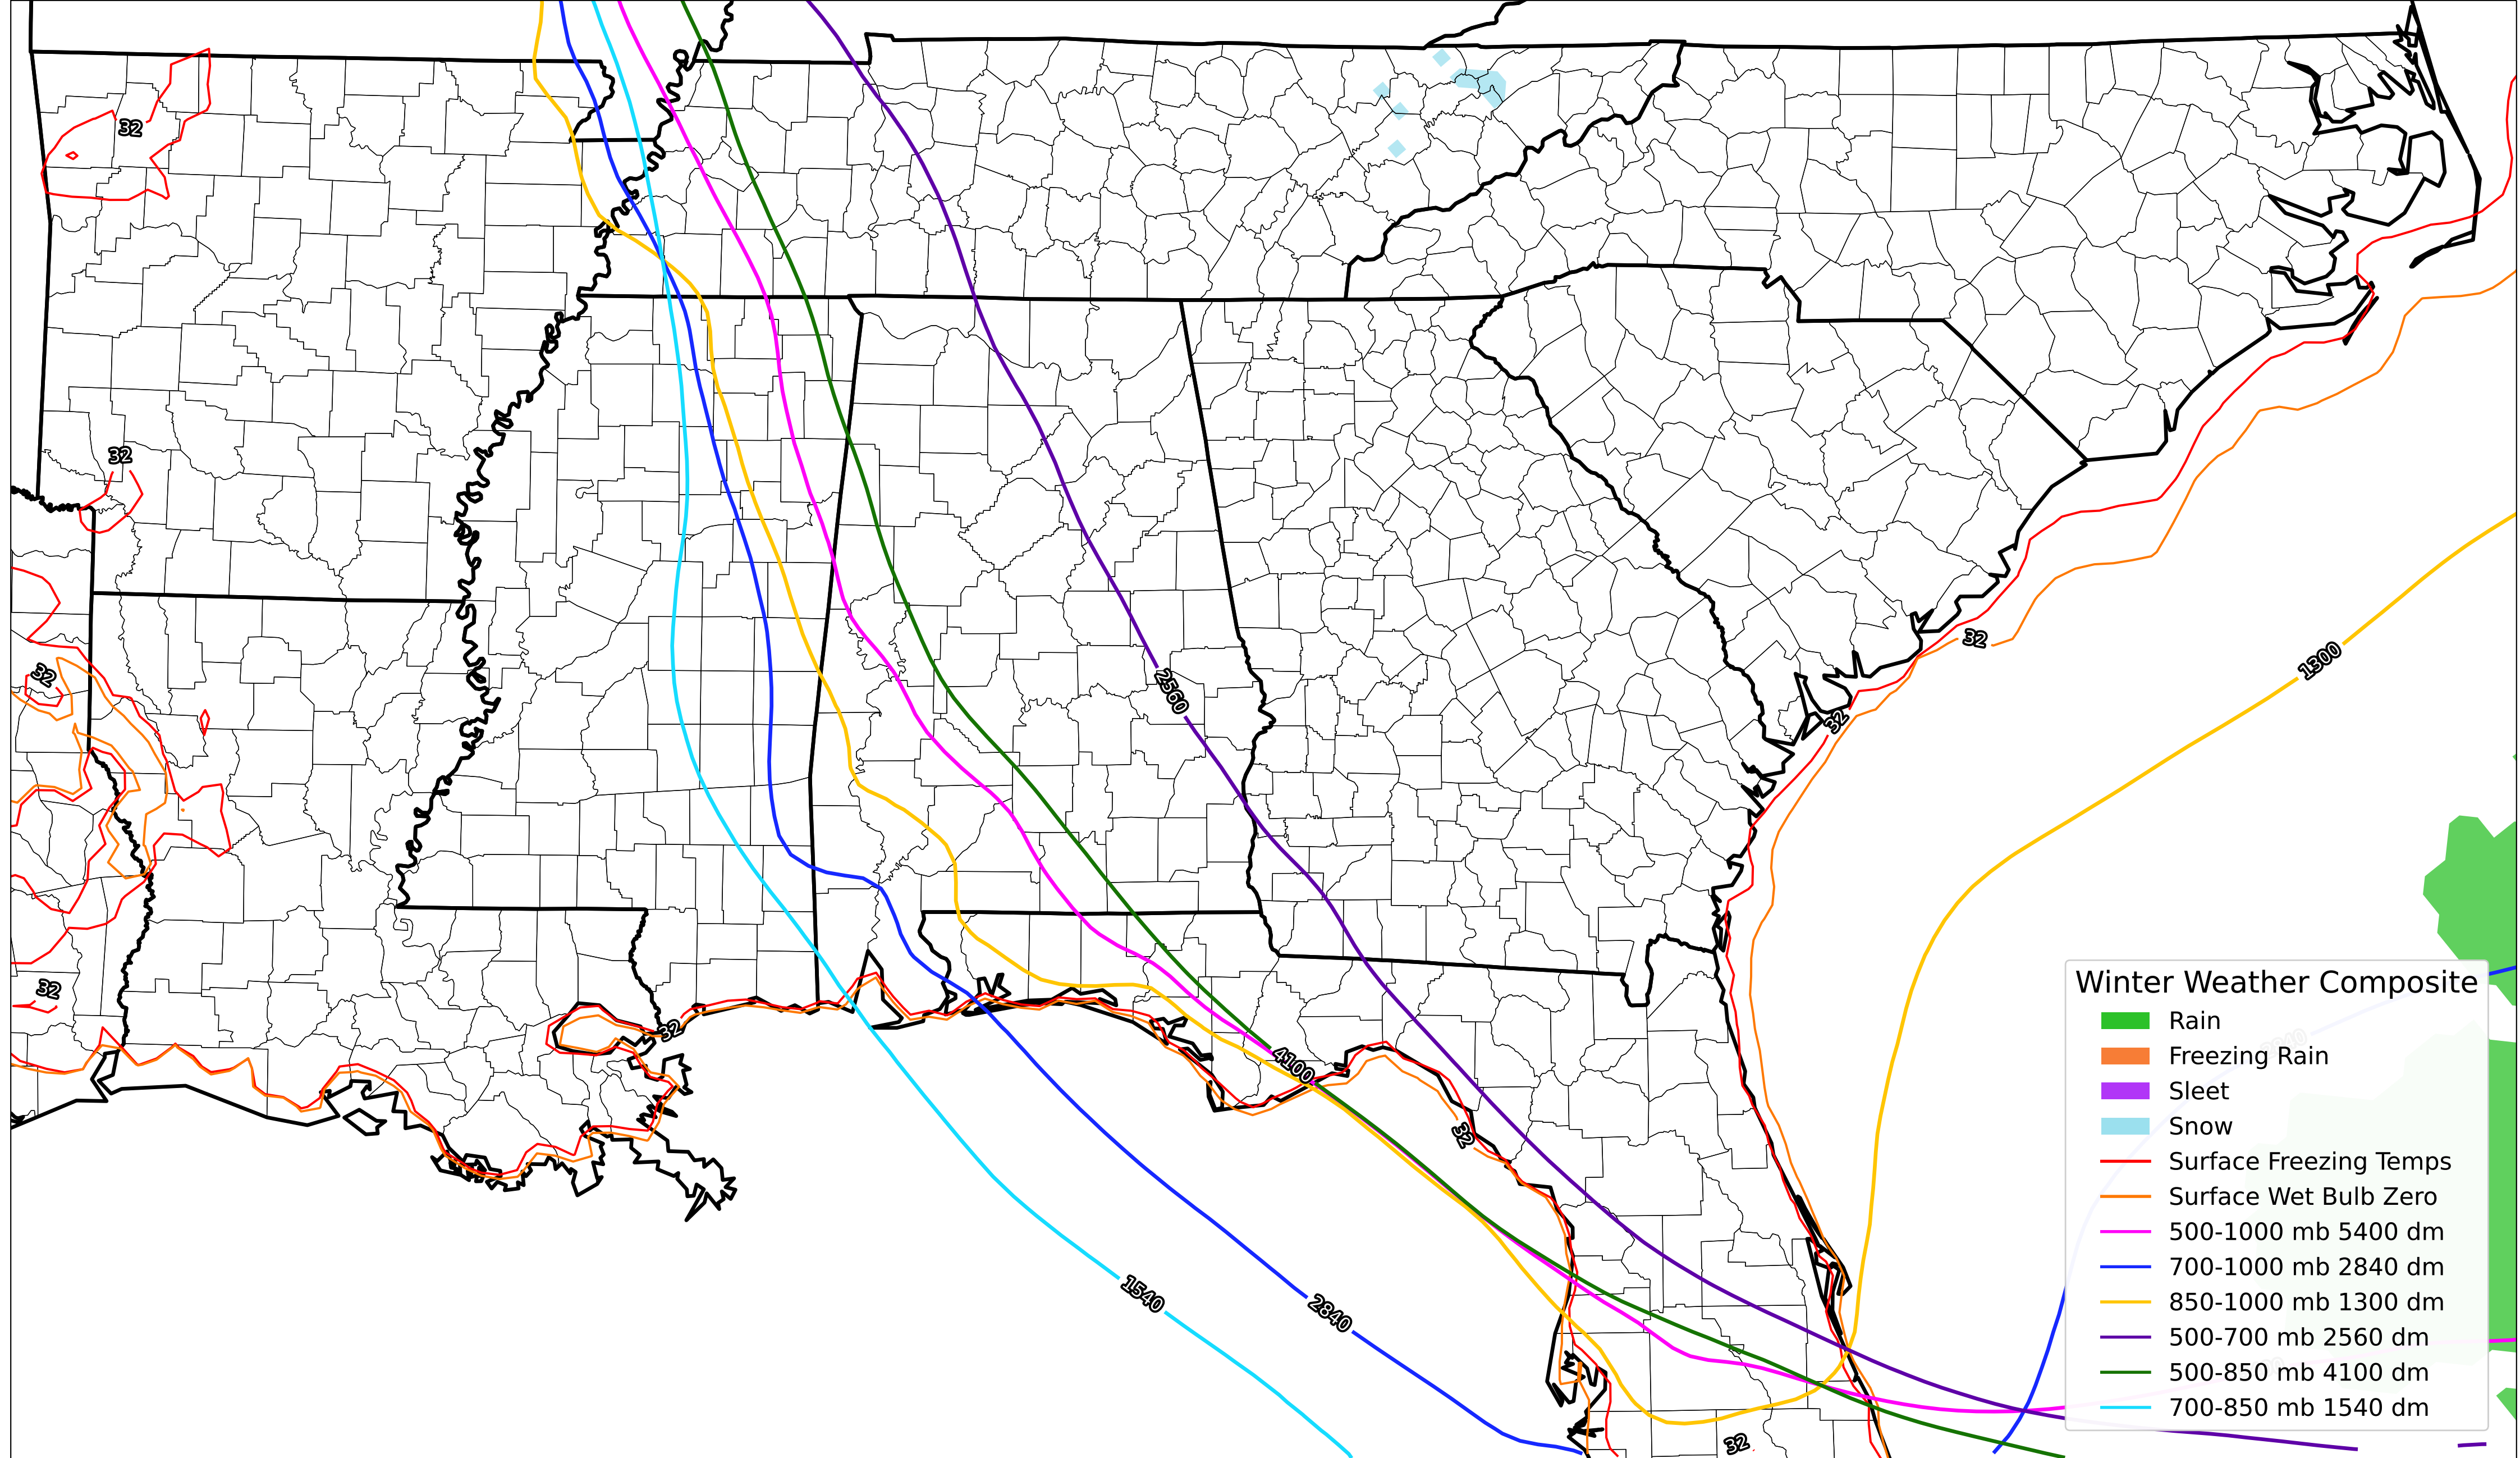 32
32
32
32
32
32
32
32
32
2560
1300
4100
1540
2840
2840
Winter Weather Composite
Rain
Freezing Rain
Sleet
Snow
Surface Freezing Temps
Surface Wet Bulb Zero
500-1000 mb 5400 dm
700-1000 mb 2840 dm
850-1000 mb 1300 dm
500-700 mb 2560 dm
500-850 mb 4100 dm
700-850 mb 1540 dm